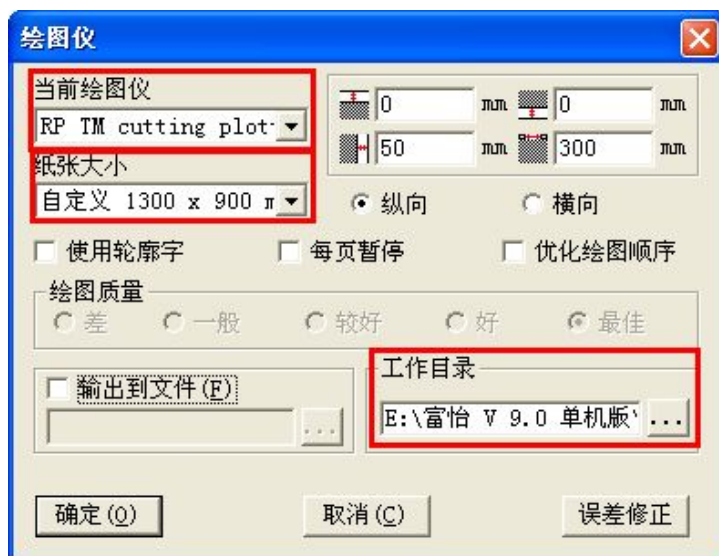 绘图仪
当前绘图仪
RP TM cutting plot
0 mm 0 mm
纸张大小
50 mm 300 mm
自定义 1300 x 900 m
纵向 横向
使用轮廓字 每页暂停 优化绘图顺序
绘图质量
差 一般 较好 好 最佳
输出到文件(F)
工作目录
... E:\富怡 V 9.0 单机版\ ...
确定(O) 取消(C) 误差修正